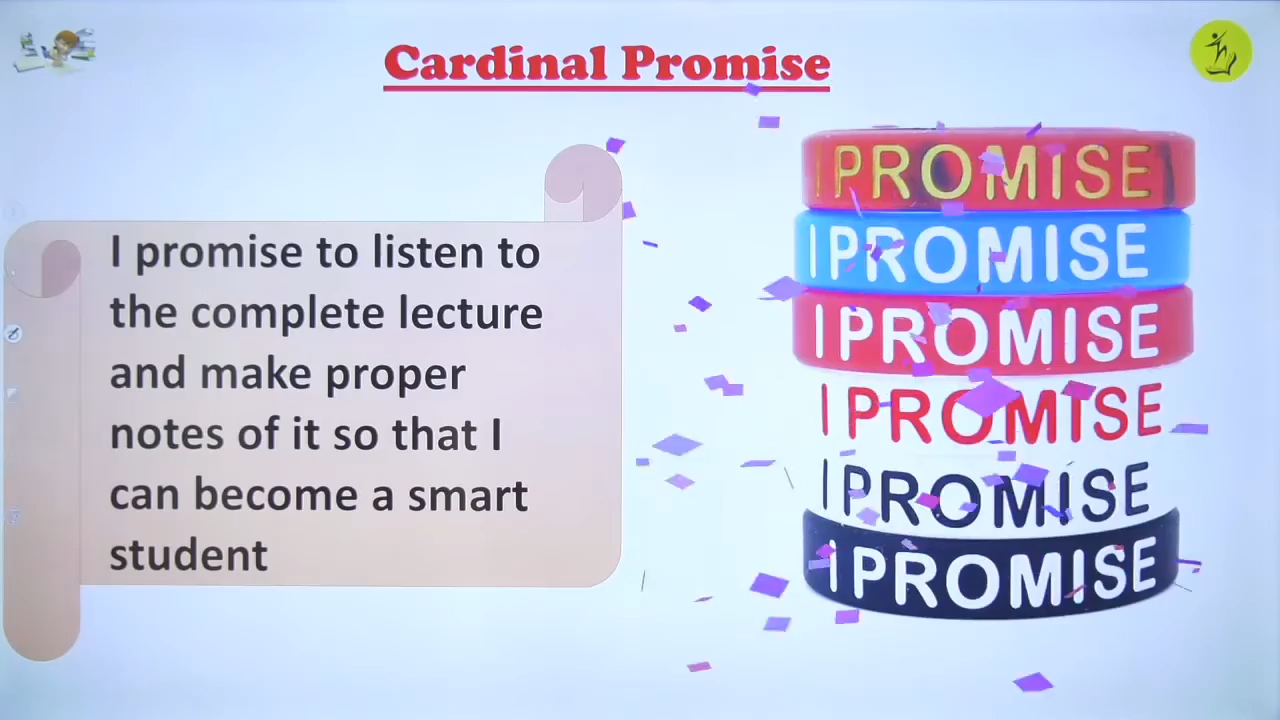 Cardinal Promise
I promise to listen to
the complete lecture
and make proper
notes of it so that I
can become a smart
student
I PROMISE
I PROMISE
I PROMISE
I PROMISE
I PROMISE
I PROMISE